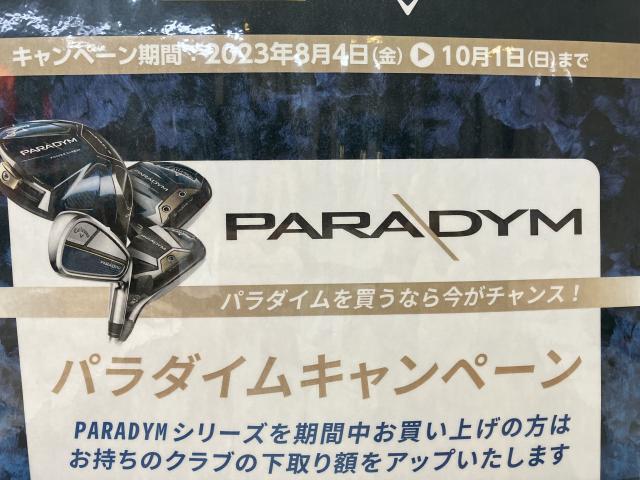 キャンペーン期間：2023年8月4日(金)▶10月1日(日)まで
PARADYM
PARADYM
パラダイムを買うなら今がチャンス！
パラダイムキャンペーン
PARADYMシリーズを期間中お買い上げの方は
お持ちのクラブの下取り額をアップいたします